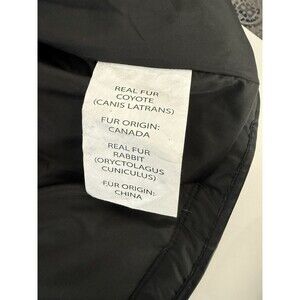 REAL FUR
COYOTE
(CANIS LATRANS)
FUR ORIGIN:
CANADA
REAL FUR
RABBIT
(ORYCTOLAGUS
CUNICULUS)
FUR ORIGIN:
CHINA